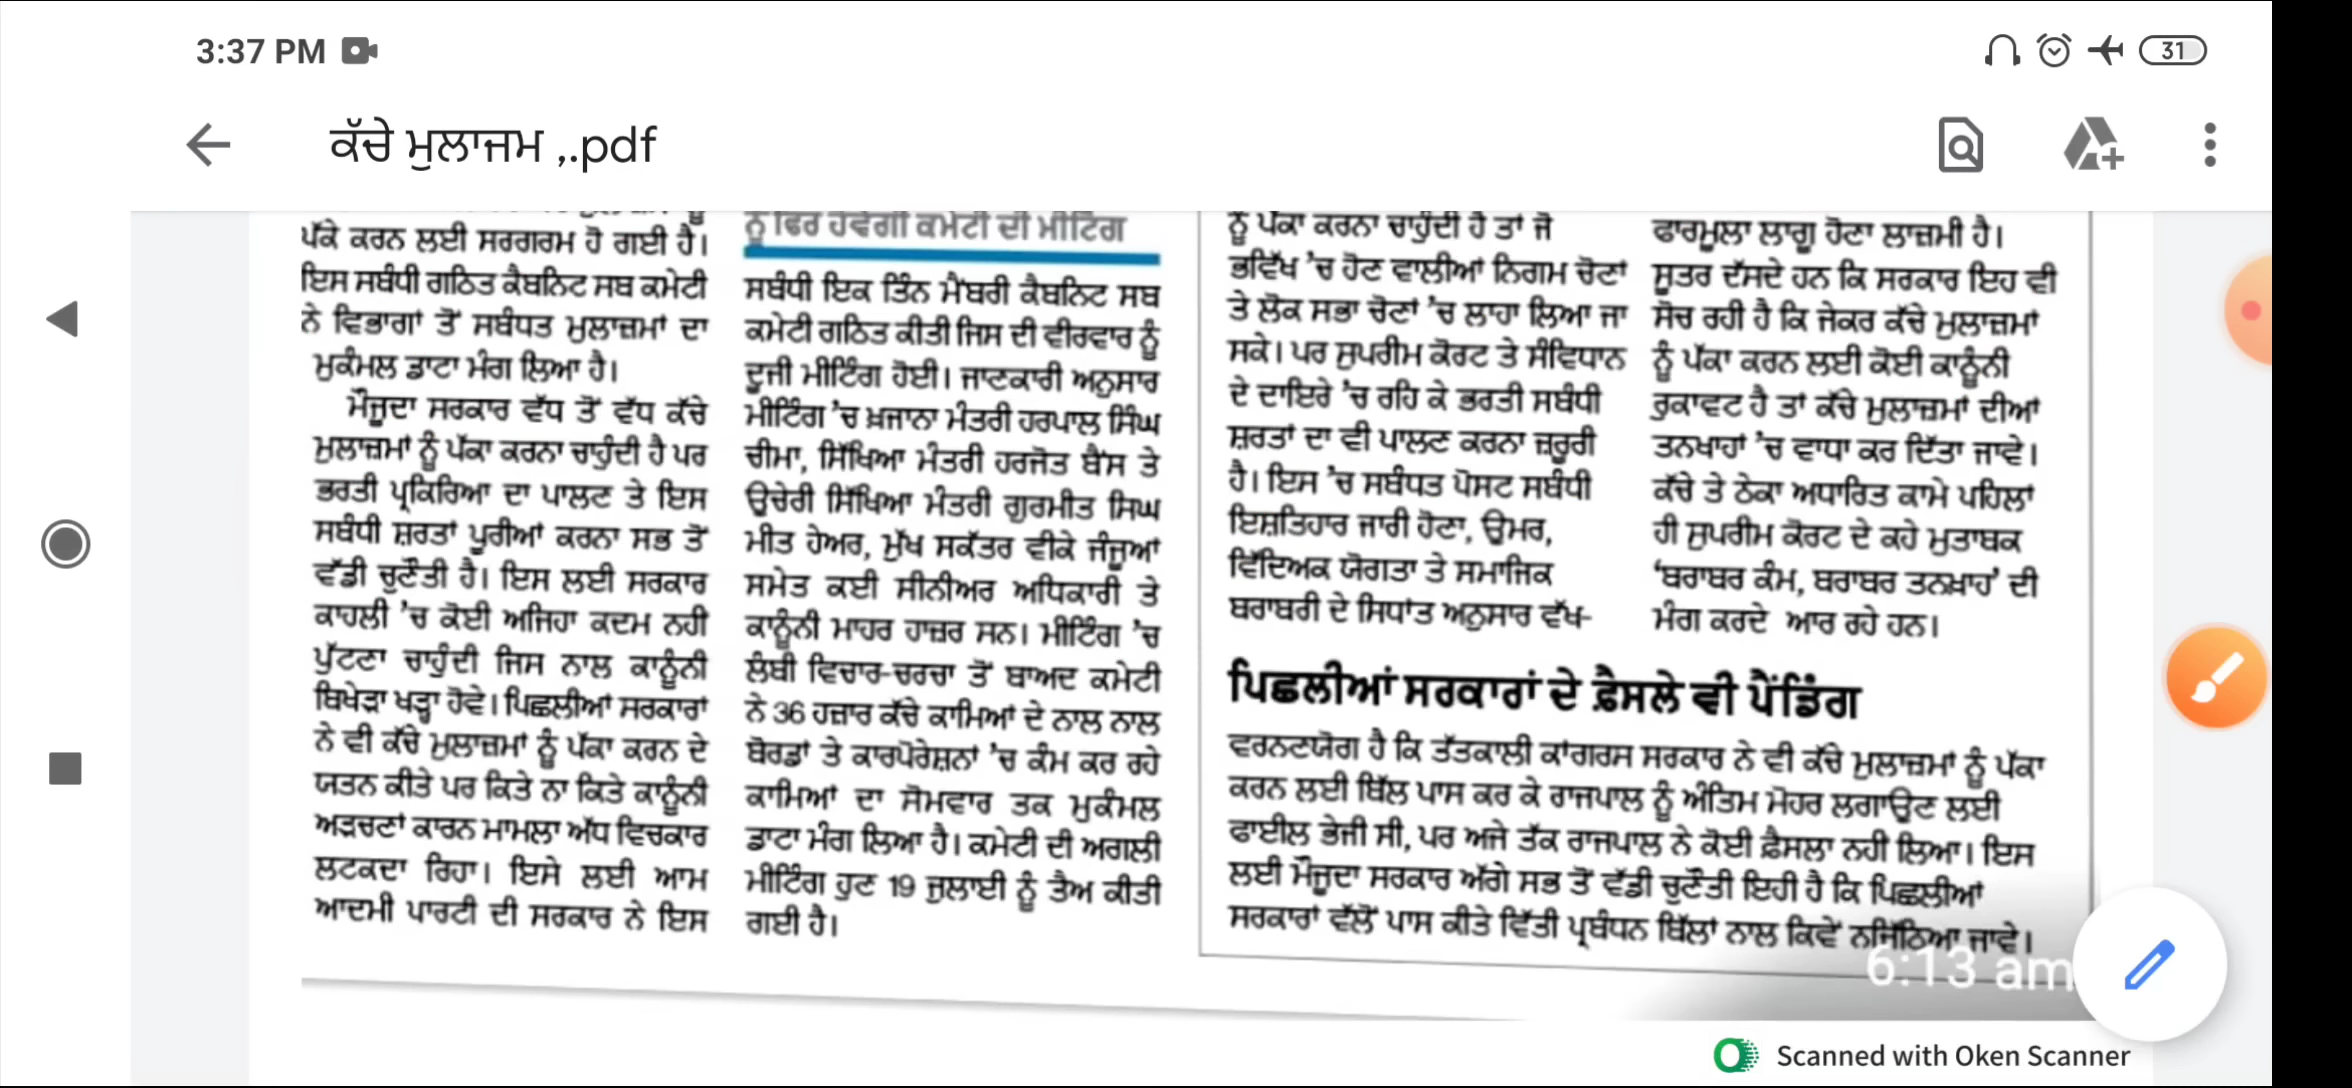 3:37 PM
31
ਕੱਚੇ ਮੁਲਾਜਮ ,.pdf
ਪੱਕੇ ਕਰਨ ਲਈ ਸਰਗਰਮ ਹੋ ਗਈ ਹੈ।
ਇਸ ਸਬੰਧੀ ਗਠਿਤ ਕੈਬਨਿਟ ਸਬ ਕਮੇਟੀ
ਨੇ ਵਿਭਾਗਾਂ ਤੋਂ ਸਬੰਧਤ ਮੁਲਾਜ਼ਮਾਂ ਦਾ
ਮੁਕੰਮਲ ਡਾਟਾ ਮੰਗ ਲਿਆ ਹੈ।
ਮੌਜੂਦਾ ਸਰਕਾਰ ਵੱਧ ਤੋਂ ਵੱਧ ਕੱਚੇ
ਮੁਲਾਜ਼ਮਾਂ ਨੂੰ ਪੱਕਾ ਕਰਨਾ ਚਾਹੁੰਦੀ ਹੈ ਪਰ
ਭਰਤੀ ਪ੍ਰਕਿਰਿਆ ਦਾ ਪਾਲਣ ਤੇ ਇਸ
ਸਬੰਧੀ ਸ਼ਰਤਾਂ ਪੂਰੀਆਂ ਕਰਨਾ ਸਭ ਤੋਂ
ਵੱਡੀ ਚੁਣੌਤੀ ਹੈ। ਇਸ ਲਈ ਸਰਕਾਰ
ਕਾਹਲੀ 'ਚ ਕੋਈ ਅਜਿਹਾ ਕਦਮ ਨਹੀ
ਪੁੱਟਣਾ ਚਾਹੁੰਦੀ ਜਿਸ ਨਾਲ ਕਾਨੂੰਨੀ
ਬਿਖੇੜਾ ਖੜ੍ਹਾ ਹੋਵੇ। ਪਿਛਲੀਆਂ ਸਰਕਾਰਾਂ
ਨੇ ਵੀ ਕੱਚੇ ਮੁਲਾਜ਼ਮਾਂ ਨੂੰ ਪੱਕਾ ਕਰਨ ਦੇ
ਯਤਨ ਕੀਤੇ ਪਰ ਕਿਤੇ ਨਾ ਕਿਤੇ ਕਾਨੂੰਨੀ
ਅੜਚਣਾਂ ਕਾਰਨ ਮਾਮਲਾ ਅੱਧ ਵਿਚਕਾਰ
ਲਟਕਦਾ ਰਿਹਾ। ਇਸੇ ਲਈ ਆਮ
ਆਦਮੀ ਪਾਰਟੀ ਦੀ ਸਰਕਾਰ ਨੇ ਇਸ
ਨੂੰ ਫਿਰ ਹੋਵੇਗੀ ਕਮੇਟੀ ਦੀ ਮੀਟਿੰਗ
ਸਬੰਧੀ ਇਕ ਤਿੰਨ ਮੈਂਬਰੀ ਕੈਬਨਿਟ ਸਬ
ਕਮੇਟੀ ਗਠਿਤ ਕੀਤੀ ਜਿਸ ਦੀ ਵੀਰਵਾਰ ਨੂੰ
ਦੂਜੀ ਮੀਟਿੰਗ ਹੋਈ। ਜਾਣਕਾਰੀ ਅਨੁਸਾਰ
ਮੀਟਿੰਗ 'ਚ ਖ਼ਜਾਨਾ ਮੰਤਰੀ ਹਰਪਾਲ ਸਿੰਘ
ਚੀਮਾ, ਸਿੱਖਿਆ ਮੰਤਰੀ ਹਰਜੋਤ ਬੈਂਸ ਤੇ
ਉਚੇਰੀ ਸਿੱਖਿਆ ਮੰਤਰੀ ਗੁਰਮੀਤ ਸਿਘ
ਮੀਤ ਹੇਅਰ, ਮੁੱਖ ਸਕੱਤਰ ਵੀਕੇ ਜੰਜੂਆਂ
ਸਮੇਤ ਕਈ ਸੀਨੀਅਰ ਅਧਿਕਾਰੀ ਤੇ
ਕਾਨੂੰਨੀ ਮਾਹਰ ਹਾਜ਼ਰ ਸਨ। ਮੀਟਿੰਗ 'ਚ
ਲੰਬੀ ਵਿਚਾਰ-ਚਰਚਾ ਤੋਂ ਬਾਅਦ ਕਮੇਟੀ
ਨੇ 36 ਹਜ਼ਾਰ ਕੱਚੇ ਕਾਮਿਆਂ ਦੇ ਨਾਲ ਨਾਲ
ਬੋਰਡਾਂ ਤੇ ਕਾਰਪੋਰੇਸ਼ਨਾਂ 'ਚ ਕੰਮ ਕਰ ਰਹੇ
ਕਾਮਿਆਂ ਦਾ ਸੋਮਵਾਰ ਤਕ ਮੁਕੰਮਲ
ਡਾਟਾ ਮੰਗ ਲਿਆ ਹੈ। ਕਮੇਟੀ ਦੀ ਅਗਲੀ
ਮੀਟਿੰਗ ਹੁਣ 19 ਜੁਲਾਈ ਨੂੰ ਤੈਅ ਕੀਤੀ
ਗਈ ਹੈ।
ਨੂੰ ਪੱਕਾ ਕਰਨਾ ਚਾਹੁੰਦੀ ਹੈ ਤਾਂ ਜੋ
ਭਵਿੱਖ 'ਚ ਹੋਣ ਵਾਲੀਆਂ ਨਿਗਮ ਚੋਣਾਂ
ਤੇ ਲੋਕ ਸਭਾ ਚੋਣਾਂ 'ਚ ਲਾਹਾ ਲਿਆ ਜਾ
ਸਕੇ। ਪਰ ਸੁਪਰੀਮ ਕੋਰਟ ਤੇ ਸੰਵਿਧਾਨ
ਦੇ ਦਾਇਰੇ 'ਚ ਰਹਿ ਕੇ ਭਰਤੀ ਸਬੰਧੀ
ਸ਼ਰਤਾਂ ਦਾ ਵੀ ਪਾਲਣ ਕਰਨਾ ਜ਼ਰੂਰੀ
ਹੈ। ਇਸ 'ਚ ਸਬੰਧਤ ਪੋਸਟ ਸਬੰਧੀ
ਇਸ਼ਤਿਹਾਰ ਜਾਰੀ ਹੋਣਾ, ਉਮਰ,
ਵਿੱਦਿਅਕ ਯੋਗਤਾ ਤੇ ਸਮਾਜਿਕ
ਬਰਾਬਰੀ ਦੇ ਸਿਧਾਂਤ ਅਨੁਸਾਰ ਵੱਖ-
ਫਾਰਮੂਲਾ ਲਾਗੂ ਹੋਣਾ ਲਾਜ਼ਮੀ ਹੈ।
ਸੂਤਰ ਦੱਸਦੇ ਹਨ ਕਿ ਸਰਕਾਰ ਇਹ ਵੀ
ਸੋਚ ਰਹੀ ਹੈ ਕਿ ਜੇਕਰ ਕੱਚੇ ਮੁਲਾਜ਼ਮਾਂ
ਨੂੰ ਪੱਕਾ ਕਰਨ ਲਈ ਕੋਈ ਕਾਨੂੰਨੀ
ਰੁਕਾਵਟ ਹੈ ਤਾਂ ਕੱਚੇ ਮੁਲਾਜ਼ਮਾਂ ਦੀਆਂ
ਤਨਖਾਹਾਂ 'ਚ ਵਾਧਾ ਕਰ ਦਿੱਤਾ ਜਾਵੇ।
ਕੱਚੇ ਤੇ ਠੇਕਾ ਅਧਾਰਿਤ ਕਾਮੇ ਪਹਿਲਾਂ
ਹੀ ਸੁਪਰੀਮ ਕੋਰਟ ਦੇ ਕਹੇ ਮੁਤਾਬਕ
'ਬਰਾਬਰ ਕੰਮ, ਬਰਾਬਰ ਤਨਖ਼ਾਹ' ਦੀ
ਮੰਗ ਕਰਦੇ ਆਰ ਰਹੇ ਹਨ।
ਪਿਛਲੀਆਂ ਸਰਕਾਰਾਂ ਦੇ ਫ਼ੈਸਲੇ ਵੀ ਪੈਂਡਿੰਗ
ਵਰਨਣਯੋਗ ਹੈ ਕਿ ਤੱਤਕਾਲੀ ਕਾਂਗਰਸ ਸਰਕਾਰ ਨੇ ਵੀ ਕੱਚੇ ਮੁਲਾਜ਼ਮਾਂ ਨੂੰ ਪੱਕਾ
ਕਰਨ ਲਈ ਬਿੱਲ ਪਾਸ ਕਰ ਕੇ ਰਾਜਪਾਲ ਨੂੰ ਅੰਤਿਮ ਮੋਹਰ ਲਗਾਉਣ ਲਈ
ਫਾਈਲ ਭੇਜੀ ਸੀ, ਪਰ ਅਜੇ ਤੱਕ ਰਾਜਪਾਲ ਨੇ ਕੋਈ ਫ਼ੈਸਲਾ ਨਹੀ ਲਿਆ। ਇਸ
ਲਈ ਮੌਜੂਦਾ ਸਰਕਾਰ ਅੱਗੇ ਸਭ ਤੋਂ ਵੱਡੀ ਚੁਣੌਤੀ ਇਹੀ ਹੈ ਕਿ ਪਿਛਲੀਆਂ
ਸਰਕਾਰਾਂ ਵੱਲੋਂ ਪਾਸ ਕੀਤੇ ਵਿੱਤੀ ਪ੍ਰਬੰਧਨ ਬਿੱਲਾਂ ਨਾਲ ਕਿਵੇਂ ਨਜਿੱਠਿਆ ਜਾਵੇ।
6:13 am
Scanned with Oken Scanner